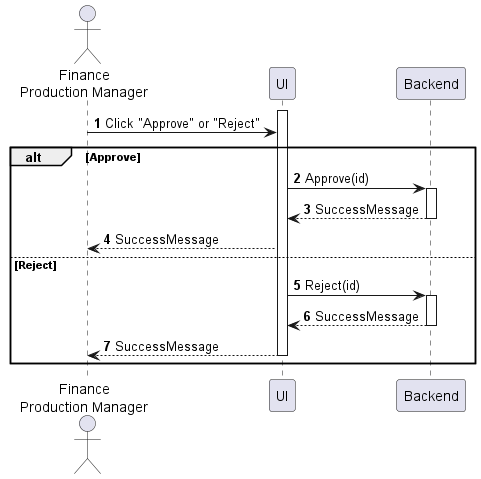 Finance
Production Manager
UI
Backend
1 Click "Approve" or "Reject"
alt [Approve]
2 Approve(id)
3 SuccessMessage
4 SuccessMessage
[Reject]
5 Reject(id)
6 SuccessMessage
7 SuccessMessage
Finance
Production Manager
UI
Backend